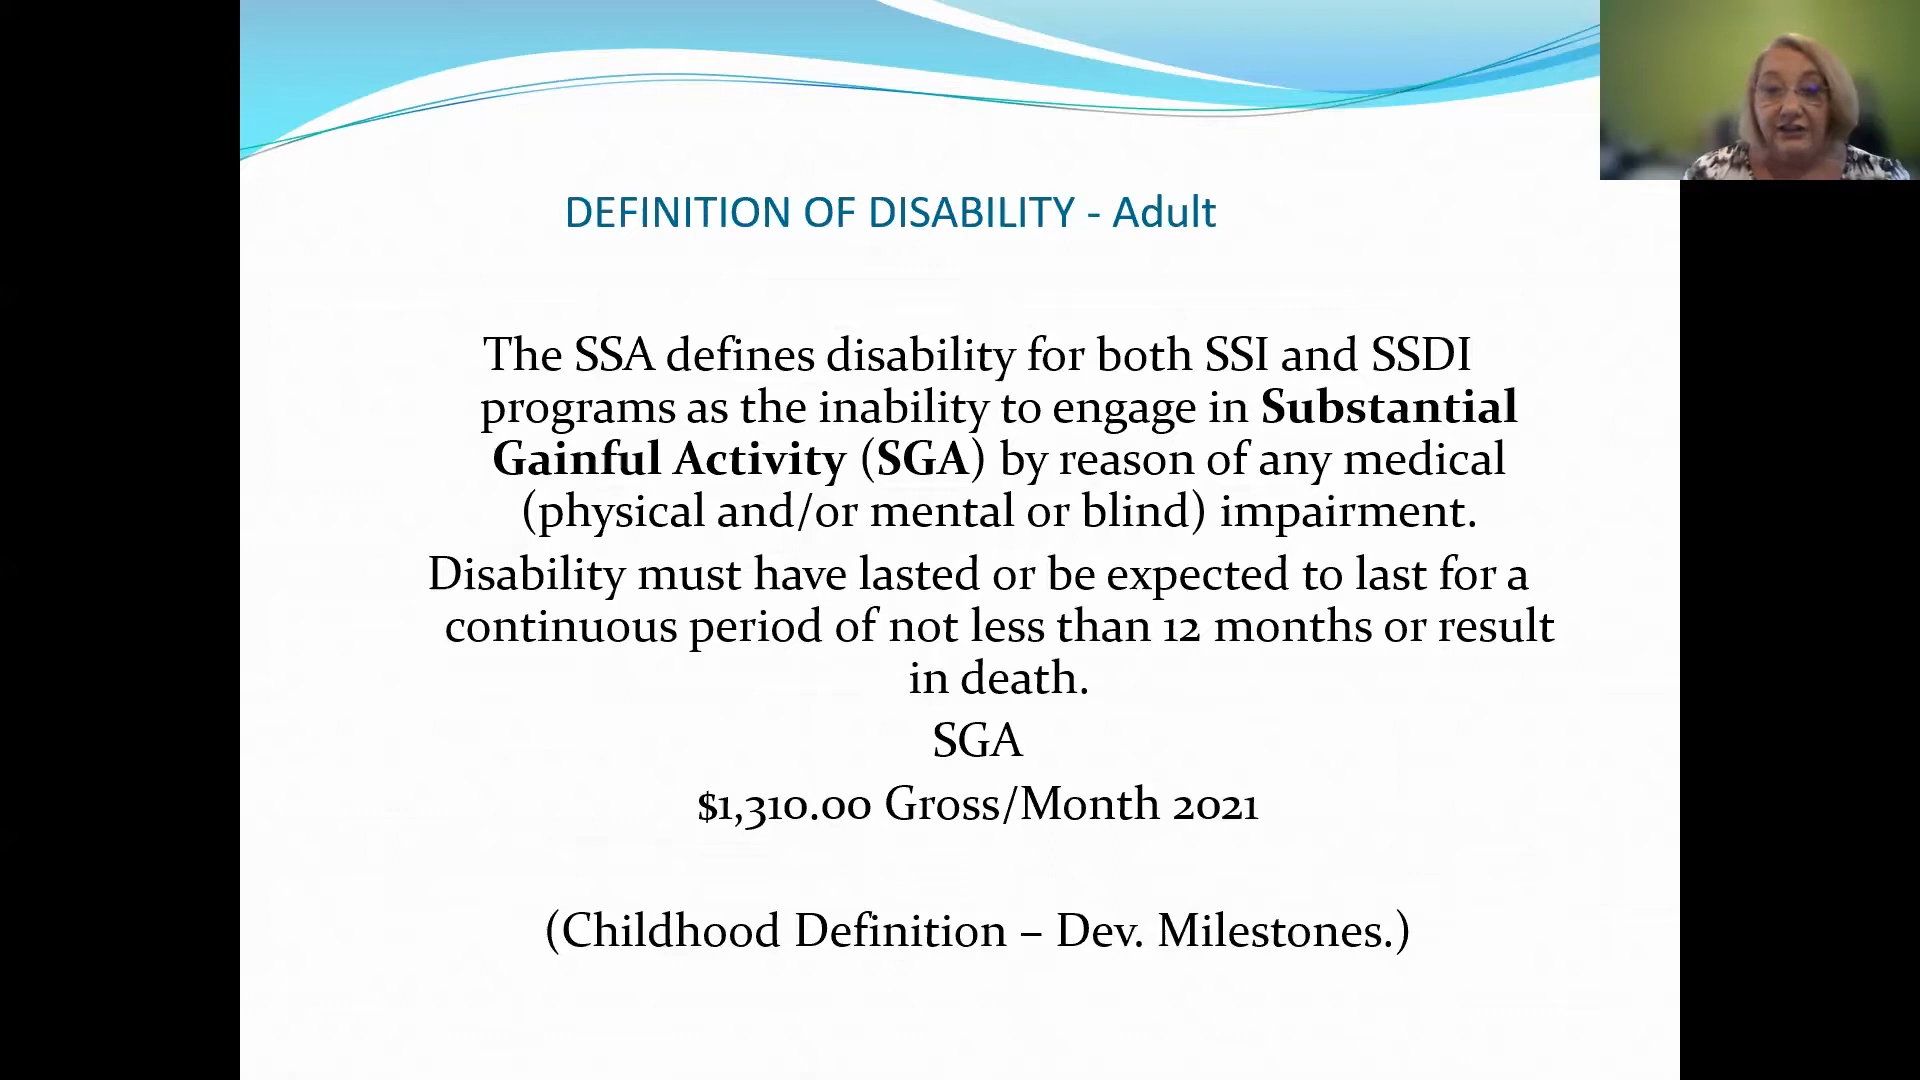 DEFINITION OF DISABILITY - Adult
The SSA defines disability for both SSI and SSDI
programs as the inability to engage in Substantial
Gainful Activity (SGA) by reason of any medical
(physical and/or mental or blind) impairment.
Disability must have lasted or be expected to last for a
continuous period of not less than 12 months or result
in death.
SGA
$1,310.00 Gross/Month 2021
(Childhood Definition – Dev. Milestones.)